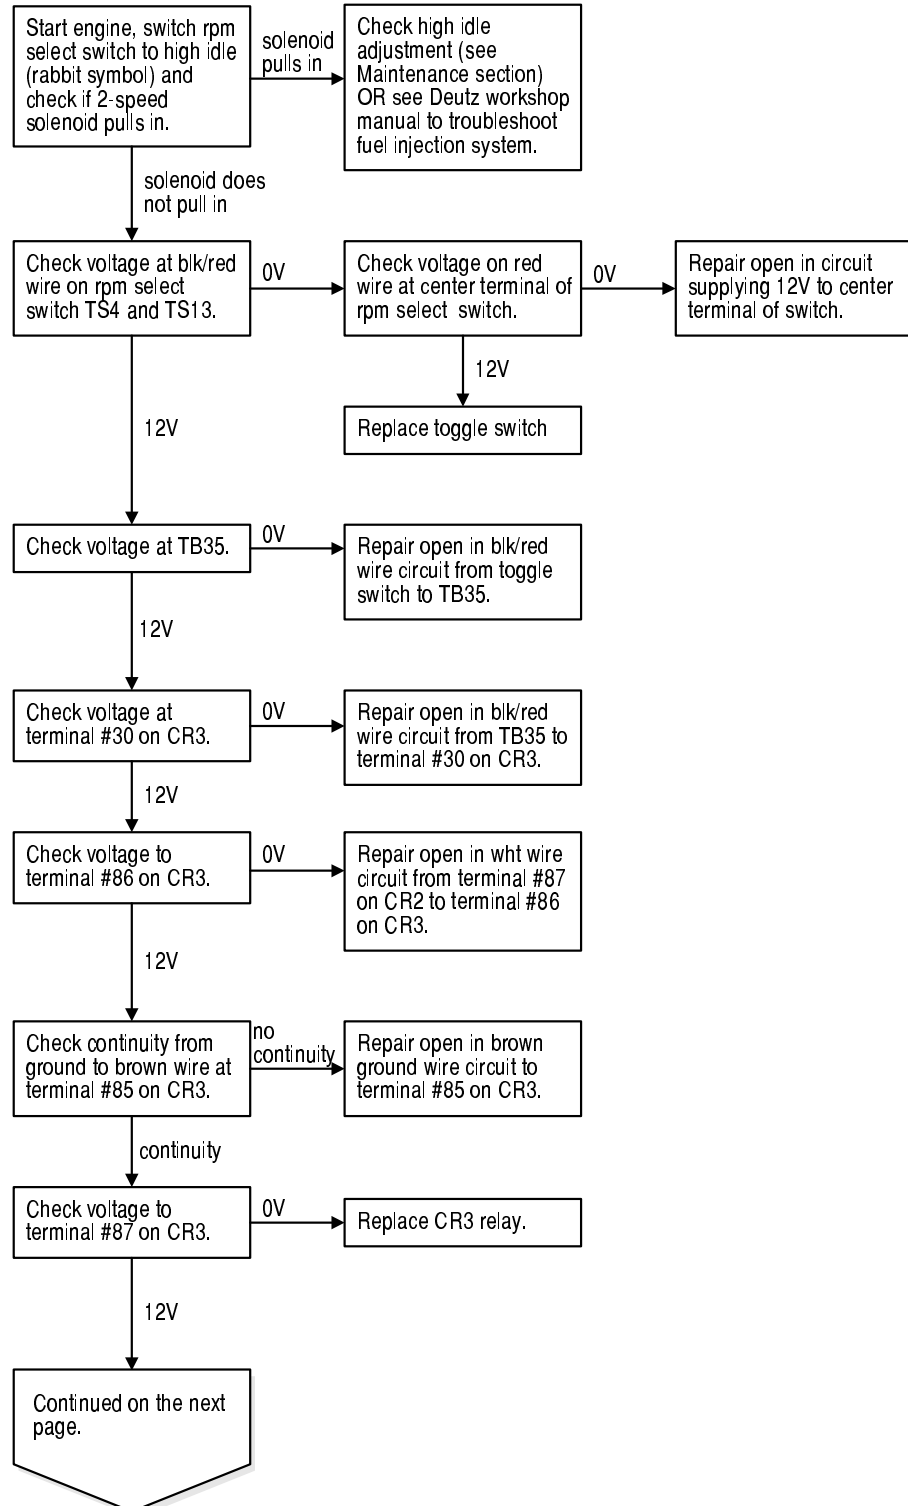 Start engine, switch rpm
select switch to high idle
(rabbit symbol) and
check if 2-speed
solenoid pulls in.
solenoid
pulls in
Check high idle
adjustment (see
Maintenance section)
OR see Deutz workshop
manual to troubleshoot
fuel injection system.
solenoid does
not pull in
Check voltage at blk/red
wire on rpm select
switch TS4 and TS13.
0V
Check voltage on red
wire at center terminal of
rpm select switch.
0V
Repair open in circuit
supplying 12V to center
terminal of switch.
12V
Replace toggle switch
12V
Check voltage at TB35.
0V
Repair open in blk/red
wire circuit from toggle
switch to TB35.
12V
Check voltage at
terminal #30 on CR3.
0V
Repair open in blk/red
wire circuit from TB35 to
terminal #30 on CR3.
12V
Check voltage to
terminal #86 on CR3.
0V
Repair open in wht wire
circuit from terminal #87
on CR2 to terminal #86
on CR3.
12V
Check continuity from
ground to brown wire at
terminal #85 on CR3.
no
continuity
Repair open in brown
ground wire circuit to
terminal #85 on CR3.
continuity
Check voltage to
terminal #87 on CR3.
0V
Replace CR3 relay.
12V
Continued on the next
page.